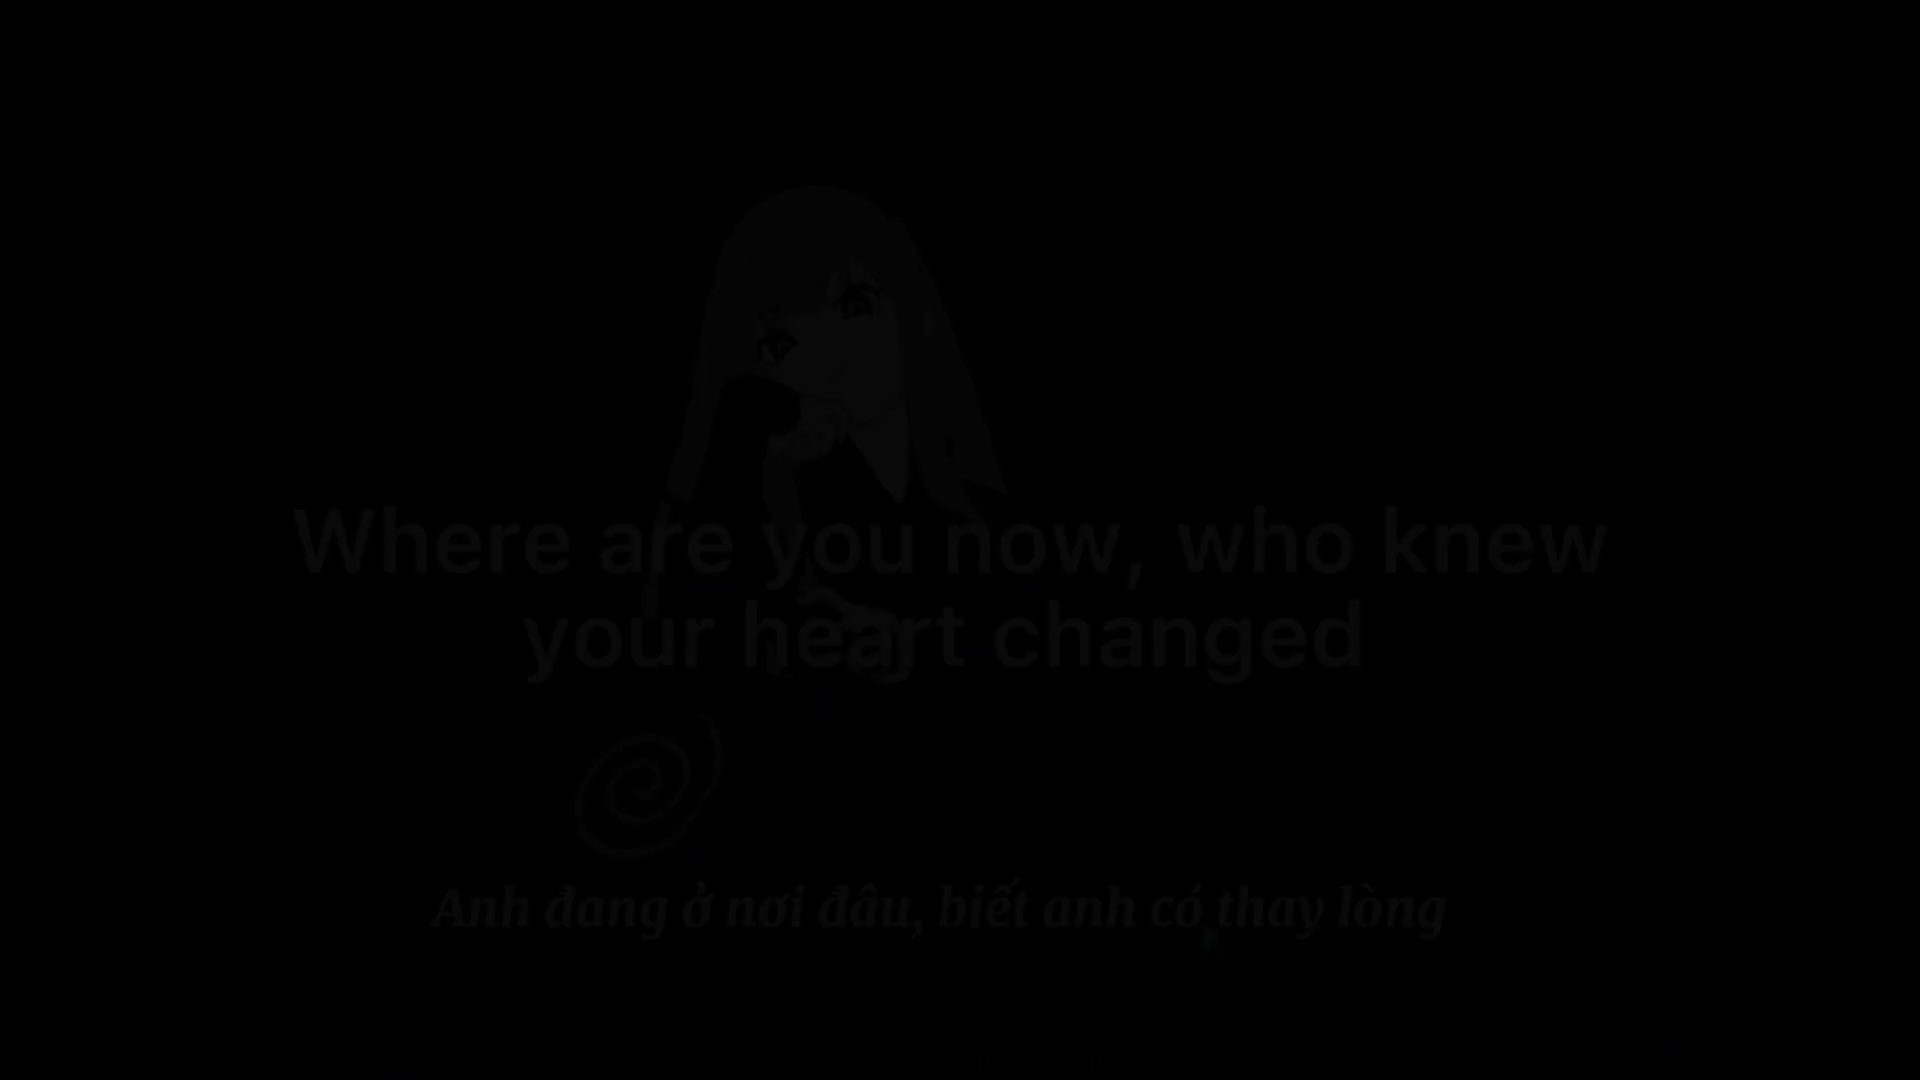 Where are you now, who knew
your heart changed
Anh đang ở nơi đâu, biết anh có thay lòng